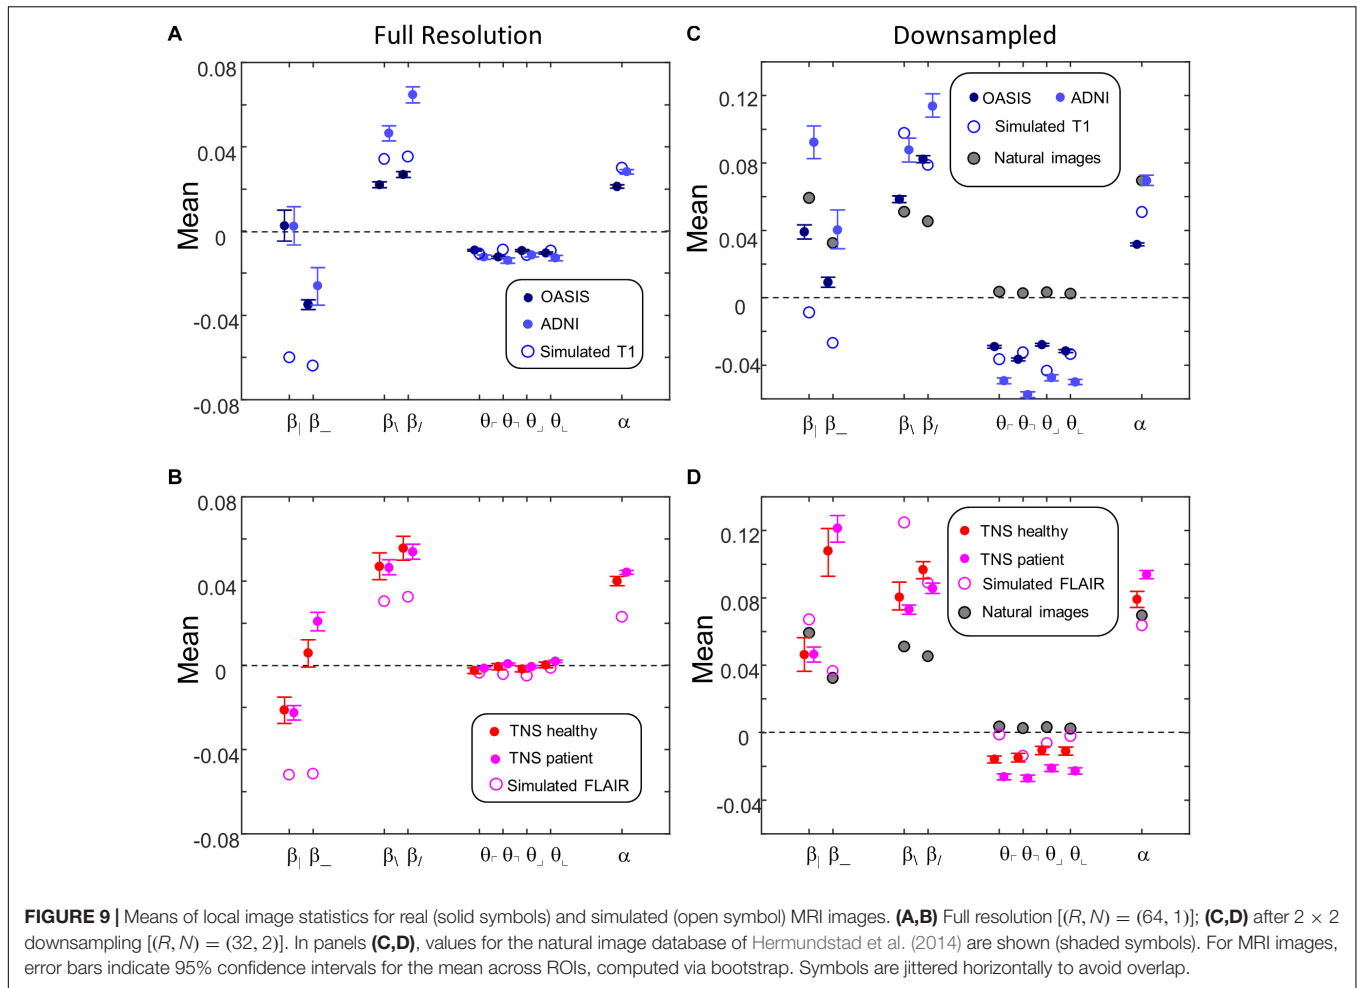 A
Full Resolution
0.08
0.04
0
-0.04
-0.08
Mean
OASIS
ADNI
Simulated T1
β| β_ β\ β/ θ⌜ θ⌝ θ⌟ θ⌞ α
C
Downsampled
0.12
0.08
0.04
0
-0.04
Mean
OASIS ADNI
Simulated T1
Natural images
β| β_ β\ β/ θ⌜ θ⌝ θ⌟ θ⌞ α
B
0.08
0.04
0
-0.04
-0.08
Mean
TNS healthy
TNS patient
Simulated FLAIR
β| β_ β\ β/ θ⌜ θ⌝ θ⌟ θ⌞ α
D
0.12
0.08
0.04
0
-0.04
Mean
TNS healthy
TNS patient
Simulated FLAIR
Natural images
β| β_ β\ β/ θ⌜ θ⌝ θ⌟ θ⌞ α
FIGURE 9 | Means of local image statistics for real (solid symbols) and simulated (open symbol) MRI images. (A,B) Full resolution [(R, N) = (64, 1)]; (C,D) after 2 × 2
downsampling [(R, N) = (32, 2)]. In panels (C,D), values for the natural image database of Hermundstad et al. (2014) are shown (shaded symbols). For MRI images,
error bars indicate 95% confidence intervals for the mean across ROIs, computed via bootstrap. Symbols are jittered horizontally to avoid overlap.